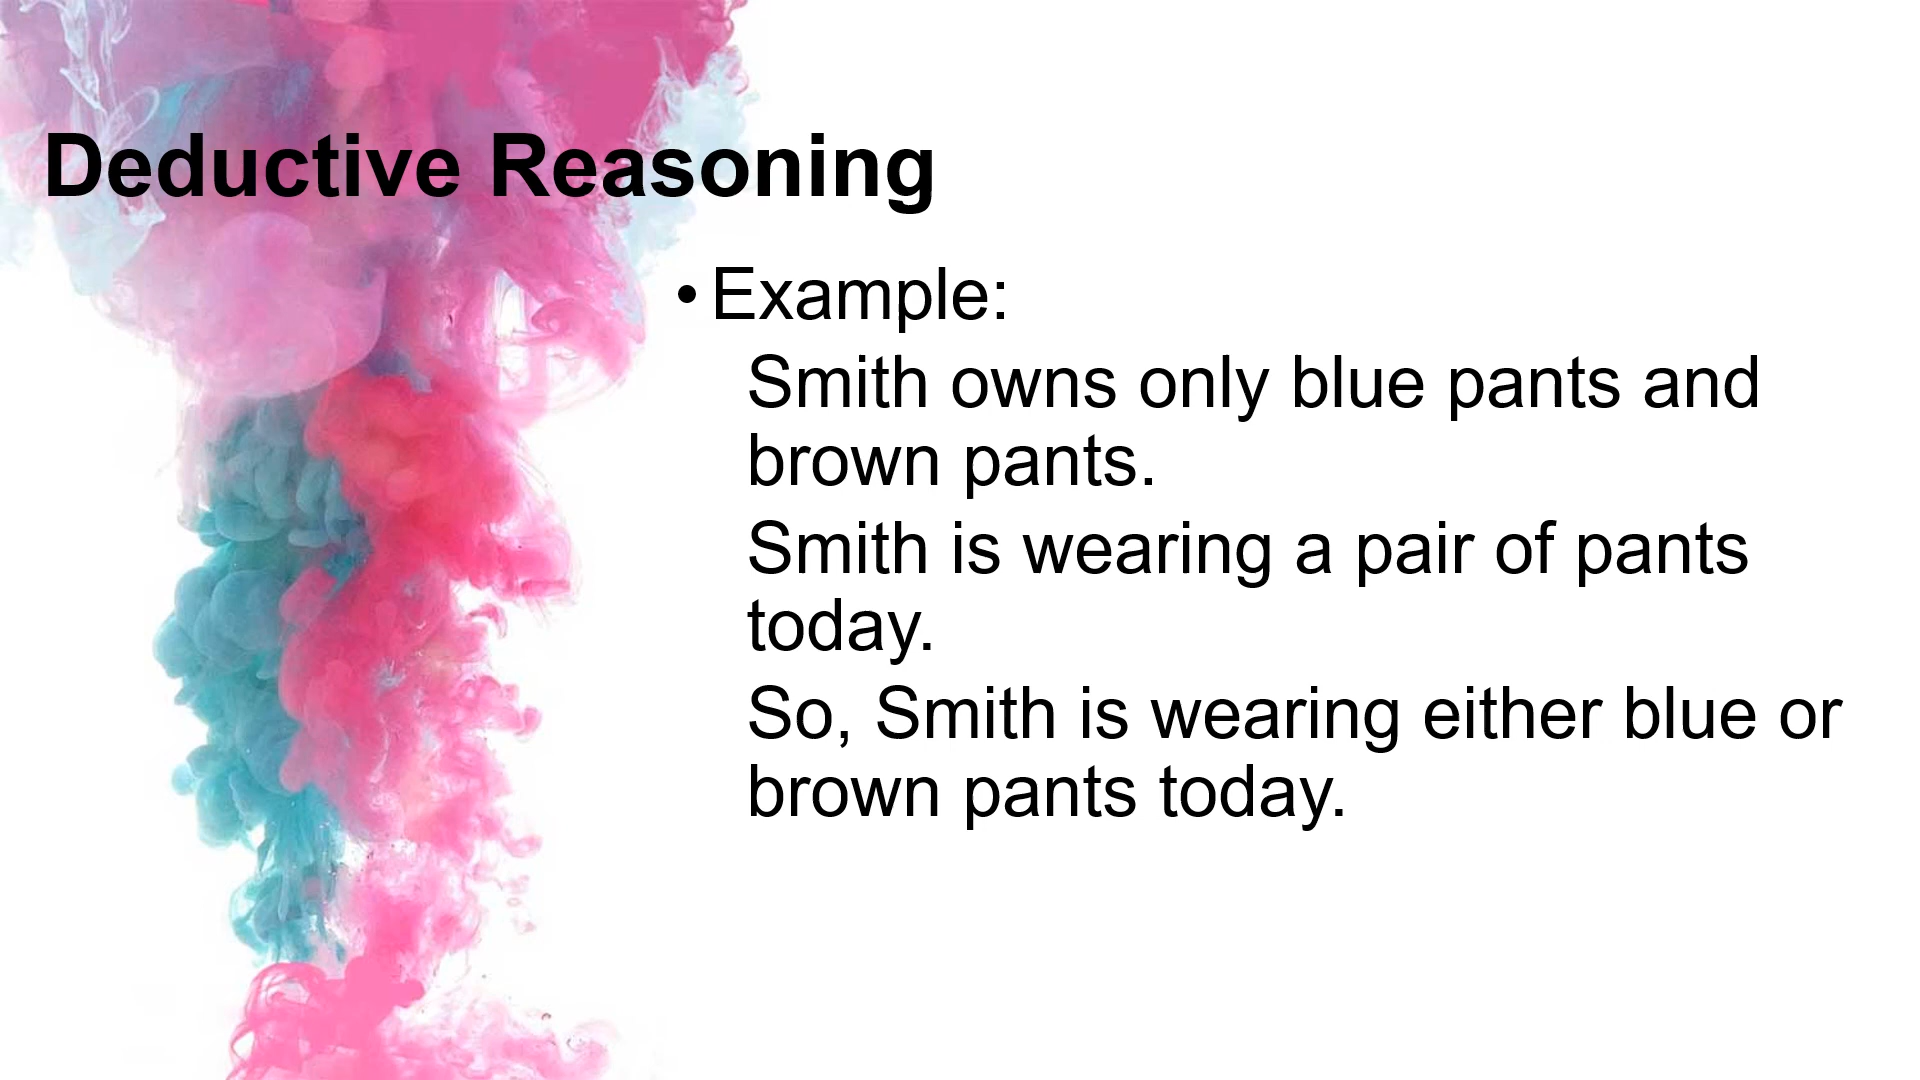 Deductive Reasoning
• Example:
Smith owns only blue pants and
brown pants.
Smith is wearing a pair of pants
today.
So, Smith is wearing either blue or
brown pants today.